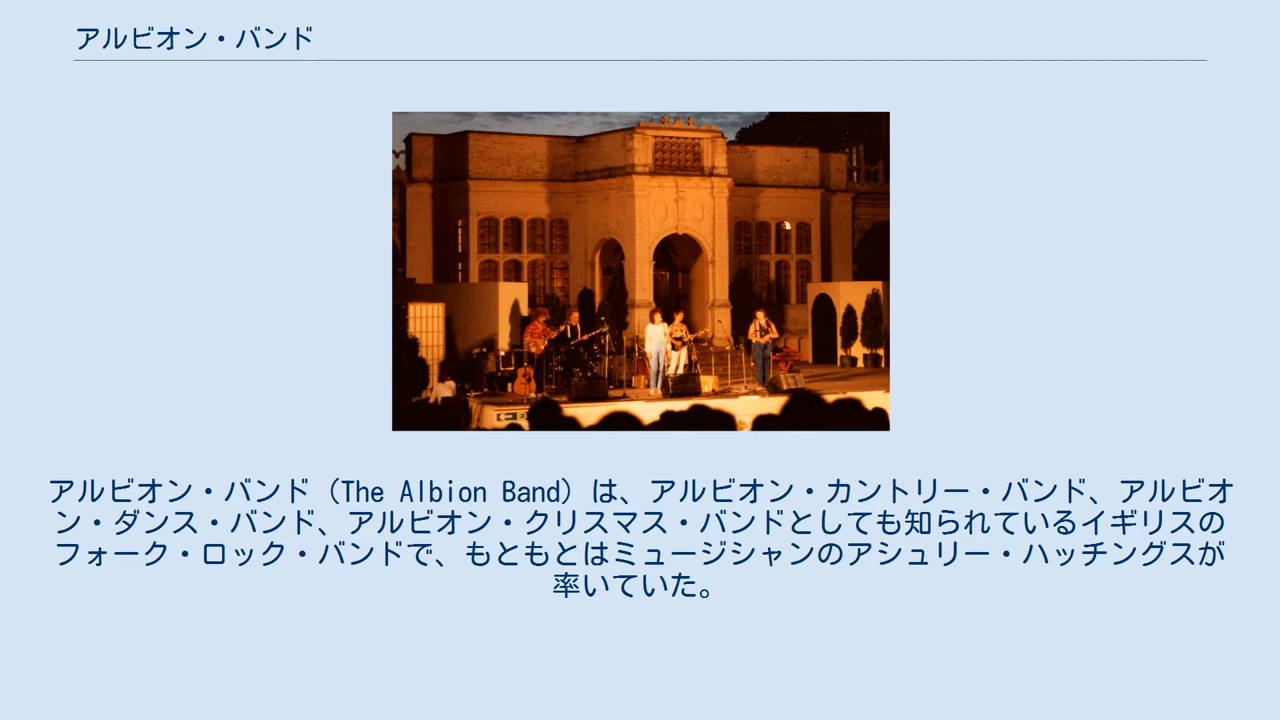 アルビオン・バンド
アルビオン・バンド（The Albion Band）は、アルビオン・カントリー・バンド、アルビオ
ン・ダンス・バンド、アルビオン・クリスマス・バンドとしても知られているイギリスの
フォーク・ロック・バンドで、もともとはミュージシャンのアシュリー・ハッチングスが
率いていた。